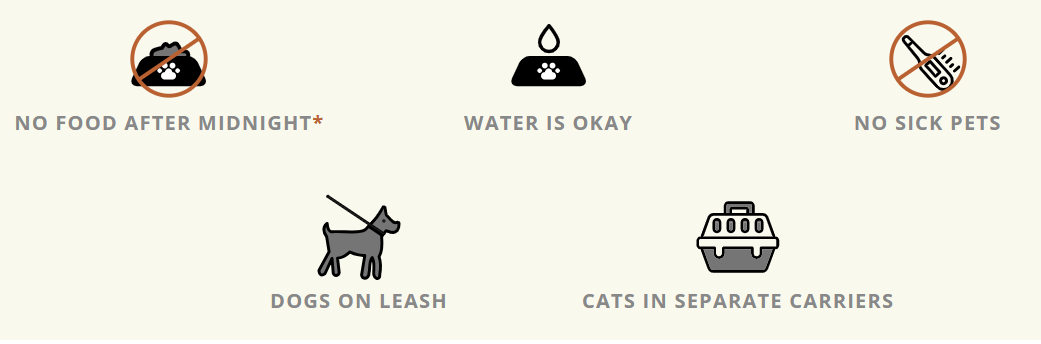 NO FOOD AFTER MIDNIGHT*
WATER IS OKAY
NO SICK PETS
DOGS ON LEASH
CATS IN SEPARATE CARRIERS